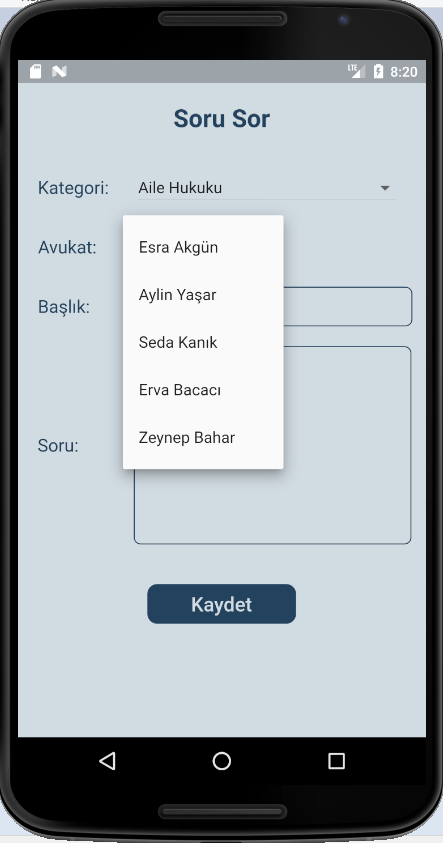 LTE 8:20
Soru Sor
Kategori: Aile Hukuku
Avukat: Esra Akgün
Aylin Yaşar
Başlık:
Seda Kanık
Erva Bacacı
Zeynep Bahar
Soru:
Kaydet